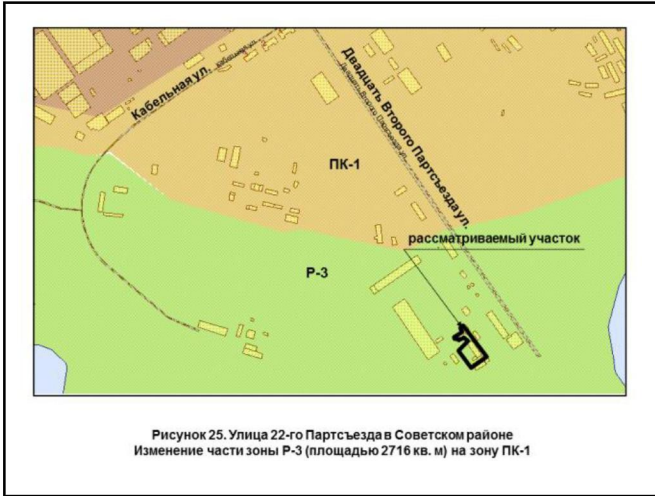 Кабельная ул.
Двадцать Второго Партсъезда ул.
ПК-1
рассматриваемый участок
Р-3
Рисунок 25. Улица 22-го Партсъезда в Советском районе
Изменение части зоны Р-3 (площадью 2716 кв. м) на зону ПК-1